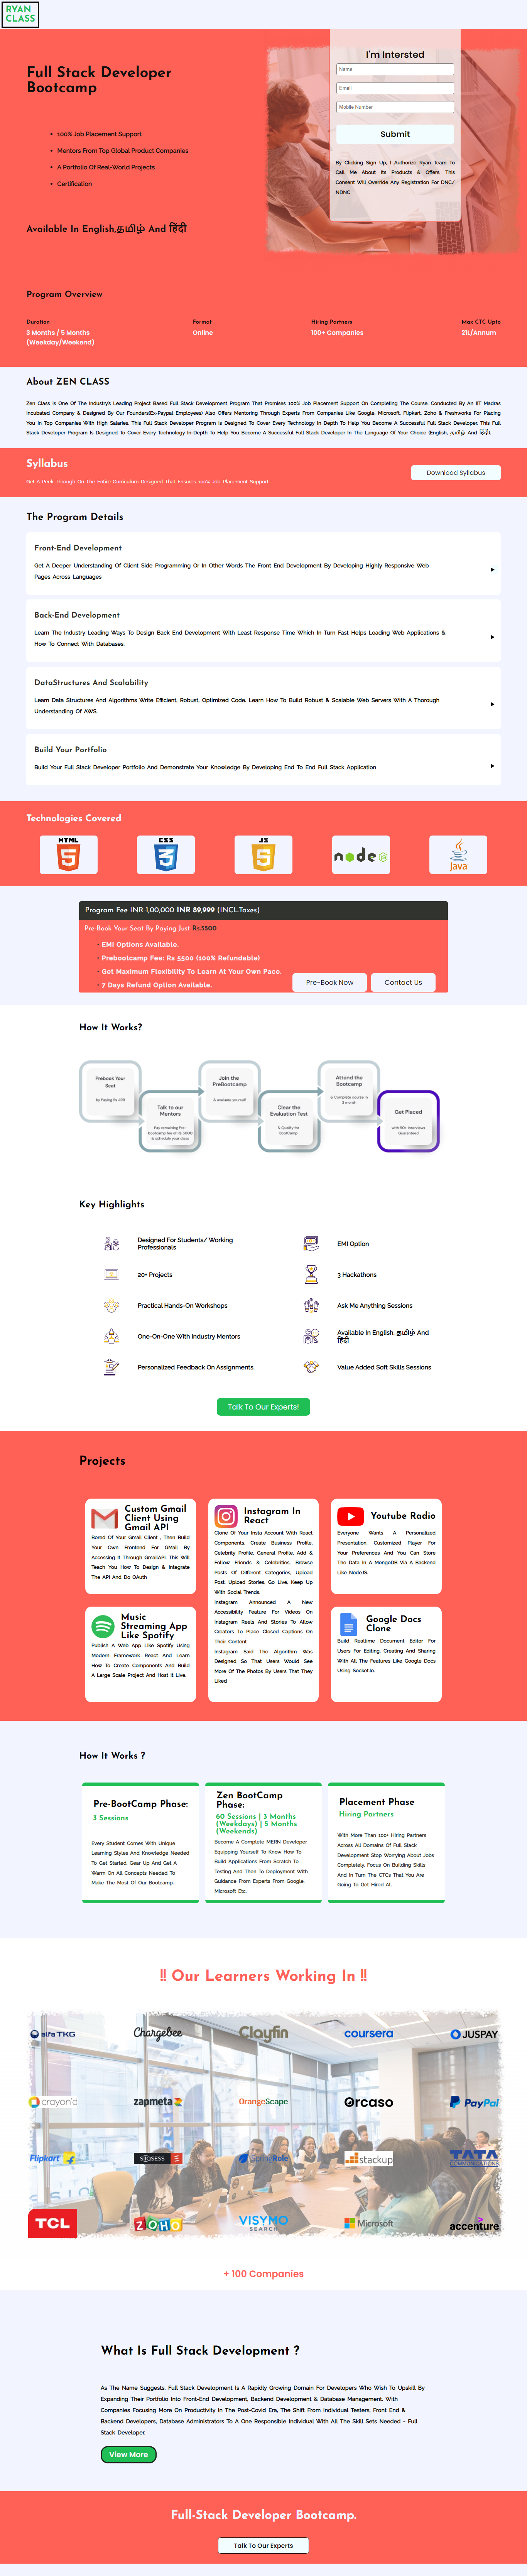 RYAN
CLASS
Full Stack Developer
Bootcamp
• 100% Job Placement Support
• Mentors From Top Global Product Companies
• A Portfolio Of Real-World Projects
• Certification
Available In English,தமிழ் And हिंदी
I'm Intersted
Name
Email
Mobile Number
Submit
By Clicking Sign Up, I Authorize Ryan Team To
Call Me About Its Products & Offers. This
Consent Will Override Any Registration For DNC/
NDNC
Program Overview
Duration
3 Months / 5 Months
(Weekday/Weekend)
Format
Online
Hiring Partners
100+ Companies
Max CTC Upto
21L/Annum
About ZEN CLASS
Zen Class Is One Of The Industry's Leading Project Based Full Stack Development Program That Promises 100% Job Placement Support On Completing The Course. Conducted By An IIT Madras
Incubated Company & Designed By Our Founders(Ex-Paypal Employees) Also Offers Mentoring Through Experts From Companies Like Google, Microsoft, Flipkart, Zoho & Freshworks For Placing
You In Top Companies With High Salaries. This Full Stack Developer Program Is Designed To Cover Every Technology In Depth To Help You Become A Successful Full Stack Developer. This Full
Stack Developer Program Is Designed To Cover Every Technology In-Depth To Help You Become A Successful Full Stack Developer In The Language Of Your Choice (English, தமிழ் And हिंदी).
Syllabus
Get A Peek Through On The Entire Curriculum Designed That Ensures 100% Job Placement Support
Download Syllabus
The Program Details
Front-End Development
Get A Deeper Understanding Of Client Side Programming Or In Other Words The Front End Development By Developing Highly Responsive Web
Pages Across Languages
Back-End Development
Learn The Industry Leading Ways To Design Back End Development With Least Response Time Which In Turn Fast Helps Loading Web Applications &
How To Connect With Databases.
DataStructures And Scalability
Learn Data Structures And Algorithms Write Efficient, Robust, Optimized Code. Learn How To Build Robust & Scalable Web Servers With A Thorough
Understanding Of AWS.
Build Your Portfolio
Build Your Full Stack Developer Portfolio And Demonstrate Your Knowledge By Developing End To End Full Stack Application
Technologies Covered
HTML
5
CSS
3
JS
5
node
JS
Java
Program Fee INR 1,00,000 INR 89,999 (INCL.Taxes)
Pre-Book Your Seat By Paying Just Rs.5500
• EMI Options Available.
• Prebootcamp Fee: Rs 5500 (100% Refundable)
• Get Maximum Flexibility To Learn At Your Own Pace.
• 7 Days Refund Option Available.
Pre-Book Now
Contact Us
How It Works?
Prebook Your
Seat
by Paying Rs 499
Talk to our
Mentors
Pay remaining Pre-
bootcamp fee of Rs 5000
& schedule your class
Join the
PreBootcamp
& evaluate yourself
Clear the
Evaluation Test
& Qualify for
BootCamp
Attend the
Bootcamp
& Complete course in
3 month
Get Placed
with 60+ Interviews
Guaranteed
Key Highlights
Designed For Students/ Working
Professionals
EMI Option
20+ Projects
3 Hackathons
Practical Hands-On Workshops
Ask Me Anything Sessions
One-On-One With Industry Mentors
Available In English, தமிழ் And
हिंदी
Personalized Feedback On Assignments.
Value Added Soft Skills Sessions
Talk To Our Experts!
Projects
Custom Gmail
Client Using
Gmail API
Bored Of Your Gmail Client , Then Build
Your Own Frontend For GMail By
Accessing It Through GmailAPI. This Will
Teach You How To Design & Integrate
The API And Do OAuth
Instagram In
React
Clone Of Your Insta Account With React
Components. Create Business Profile,
Celebrity Profile, General Profile, Add &
Follow Friends & Celebrities, Browse
Posts Of Different Categories, Upload
Post, Upload Stories, Go Live, Keep Up
With Social Trends.
Instagram Announced A New
Accessibility Feature For Videos On
Instagram Reels And Stories To Allow
Creators To Place Closed Captions On
Their Content
Instagram Said The Algorithm Was
Designed So That Users Would See
More Of The Photos By Users That They
Liked
Youtube Radio
Everyone Wants A Personalized
Presentation. Customized Player For
Your Preferences And You Can Store
The Data In A MongoDB Via A Backend
Like NodeJS.
Music
Streaming App
Like Spotify
Publish A Web App Like Spotify Using
Modern Framework React And Learn
How To Create Components And Build
A Large Scale Project And Host It Live.
Google Docs
Clone
Build Realtime Document Editor For
Users For Editing, Creating And Sharing
With All The Features Like Google Docs
Using Socket.Io.
How It Works ?
Pre-BootCamp Phase:
3 Sessions
Every Student Comes With Unique
Learning Styles And Knowledge Needed
To Get Started. Gear Up And Get A
Warm On All Concepts Needed To
Make The Most Of Our Bootcamp.
Zen BootCamp
Phase:
60 Sessions | 3 Months
(Weekdays) | 5 Months
(Weekends)
Become A Complete MERN Developer
Equipping Yourself To Know How To
Build Applications From Scratch To
Testing And Then To Deployment With
Guidance From Experts From Google,
Microsoft Etc.
Placement Phase
Hiring Partners
With More Than 100+ Hiring Partners
Across All Domains Of Full Stack
Development Stop Worrying About Jobs
Completely, Focus On Building Skills
And In Turn The CTCs That You Are
Going To Get Hired At.
!! Our Learners Working In !!
alfa TKG
Chargebee
Clayfin
coursera
JUSPAY
crayon'd
zapmeta
OrangeScape
Orcaso
PayPal
Flipkart
Role
stackup
TATA
COMMUNICATIONS
TCL
ZOHO
VISYMO
SEARCH
Microsoft
accenture
+ 100 Companies
What Is Full Stack Development ?
As The Name Suggests, Full Stack Development Is A Rapidly Growing Domain For Developers Who Wish To Upskill By
Expanding Their Portfolio Into Front-End Development, Backend Development & Database Management. With
Companies Focusing More On Productivity In The Post-Covid Era, The Shift From Individual Testers, Front End &
Backend Developers, Database Administrators To A One Responsible Individual With All The Skill Sets Needed - Full
Stack Developer.
View More
Full-Stack Developer Bootcamp.
Talk To Our Experts